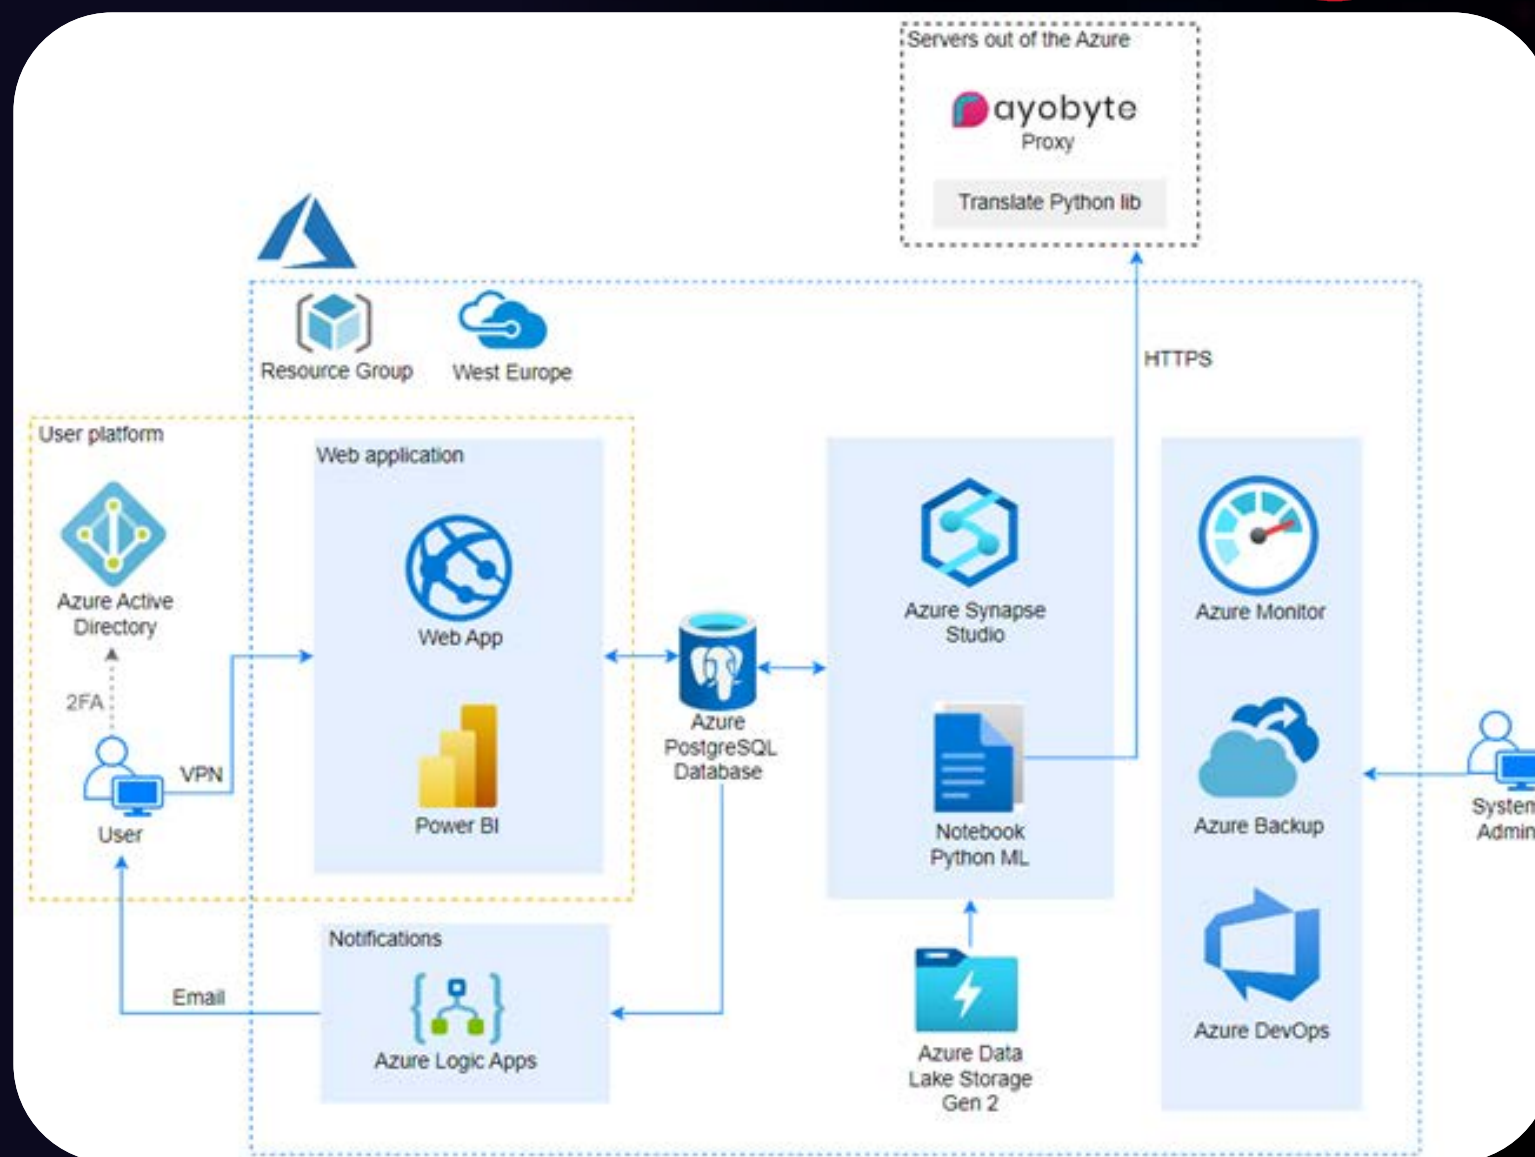 Servers out of the Azure
rayobyte
Proxy
Translate Python lib
Resource Group
West Europe
HTTPS
User platform
Web application
Azure Active
Directory
Web App
Azure Synapse
Studio
Azure Monitor
2FA
VPN
User
Power BI
Azure
PostgreSQL
Database
Notebook
Python ML
Azure Backup
System
Admin
Notifications
Email
Azure Logic Apps
Azure Data
Lake Storage
Gen 2
Azure DevOps